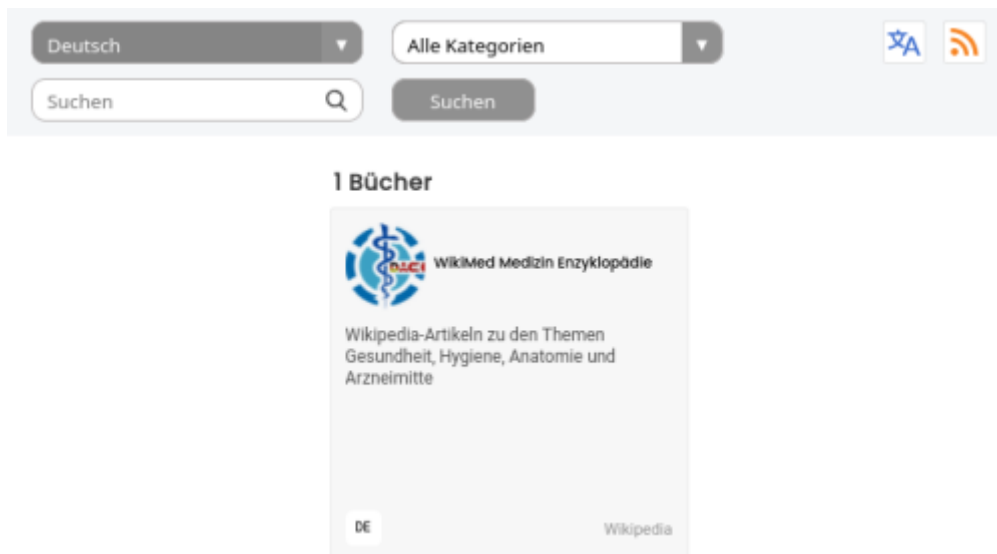 Deutsch
Alle Kategorien
Suchen
Suchen
1 Bücher
DACH
WikiMed Medizin Enzyklopädie
Wikipedia-Artikeln zu den Themen
Gesundheit, Hygiene, Anatomie und
Arzneimitte
DE
Wikipedia